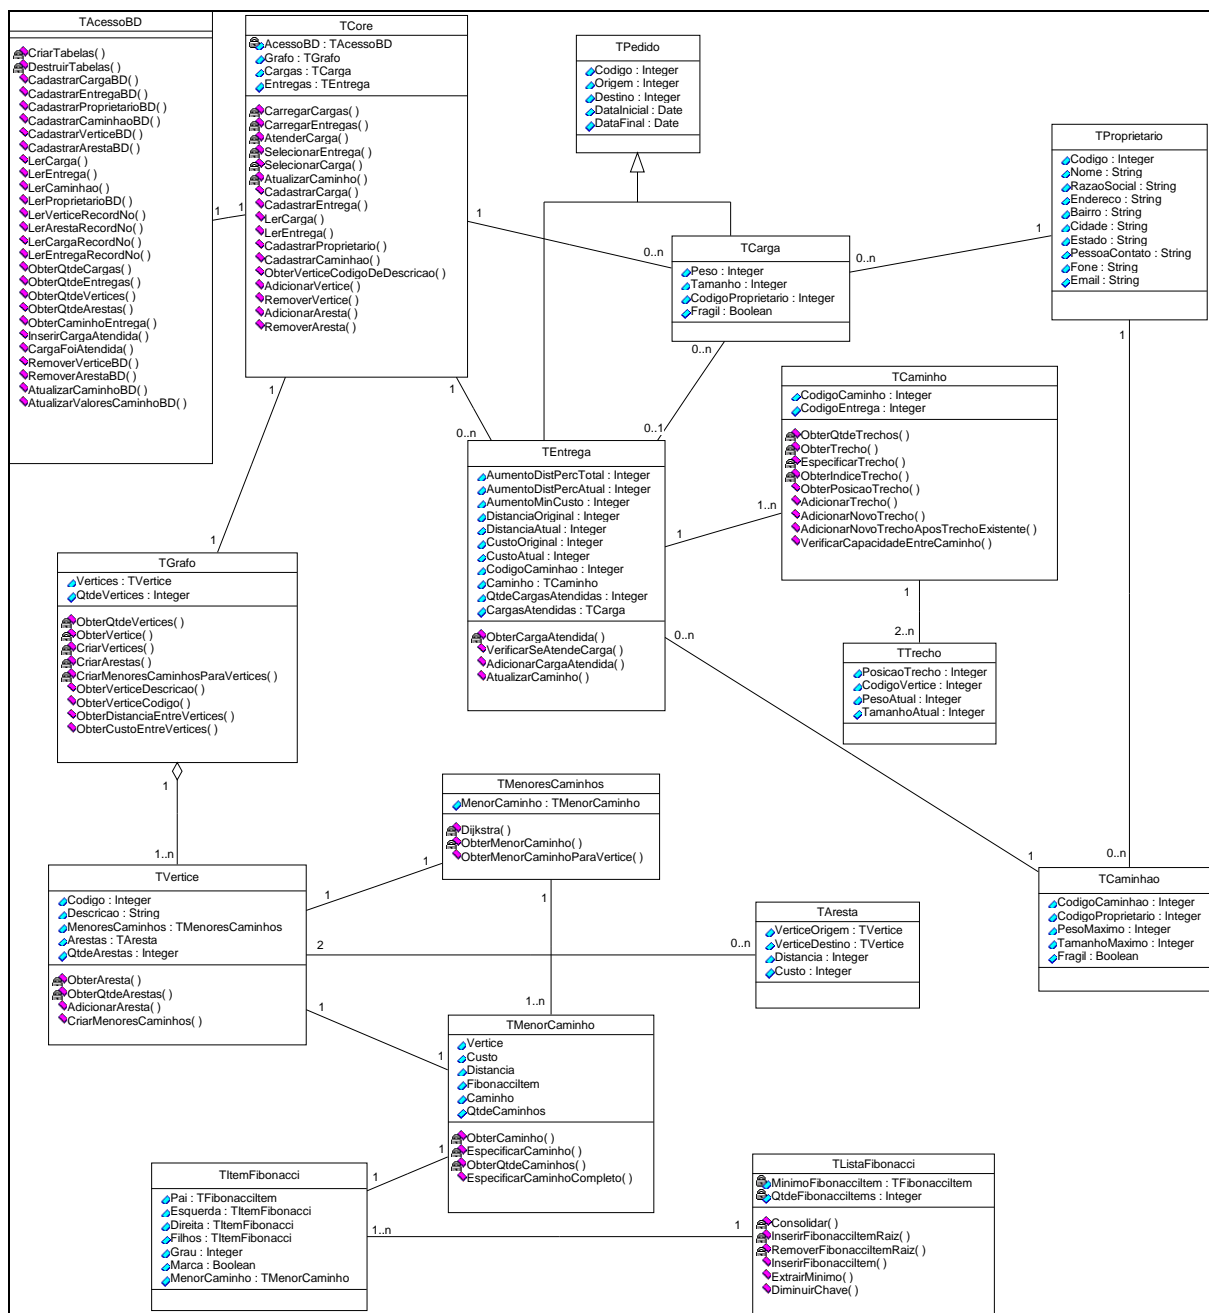 TAcessoBD
CriarTabelas( )
DestruirTabelas( )
CadastrarCargaBD( )
CadastrarEntregaBD( )
CadastrarProprietarioBD( )
CadastrarCaminhaoBD( )
CadastrarVerticeBD( )
CadastrarArestaBD( )
LerCarga( )
LerEntrega( )
LerCaminhao( )
LerProprietarioBD( )
LerVerticeRecordNo( )
LerArestaRecordNo( )
LerCargaRecordNo( )
LerEntregaRecordNo( )
ObterQtdeCargas( )
ObterQtdeEntregas( )
ObterQtdeVertices( )
ObterQtdeArestas( )
ObterCaminhoEntrega( )
InserirCargaAtendida( )
CargaFoiAtendida( )
RemoverVerticeBD( )
RemoverArestaBD( )
AtualizarCaminhoBD( )
AtualizarValoresCaminhoBD( )
1
1
TCore
AcessoBD : TAcessoBD
Grafo : TGrafo
Cargas : TCarga
Entregas : TEntrega
CarregarCargas( )
CarregarEntregas( )
AtenderCarga( )
SelecionarEntrega( )
SelecionarCarga( )
AtualizarCaminho( )
CadastrarCarga( )
CadastrarEntrega( )
LerCarga( )
LerEntrega( )
CadastrarProprietario( )
CadastrarCaminhao( )
ObterVerticeCodigoDeDescricao( )
AdicionarVertice( )
RemoverVertice( )
AdicionarAresta( )
RemoverAresta( )
TPedido
Codigo : Integer
Origem : Integer
Destino : Integer
DataInicial : Date
DataFinal : Date
TProprietario
Codigo : Integer
Nome : String
RazaoSocial : String
Endereco : String
Bairro : String
Cidade : String
Estado : String
PessoaContato : String
Fone : String
Email : String
1
0..n
TCarga
Peso : Integer
Tamanho : Integer
CodigoProprietario : Integer
Fragil : Boolean
0..n
1
1
0..n
0..n
0..1
1
0..n
1
1
TCaminho
CodigoCaminho : Integer
CodigoEntrega : Integer
ObterQtdeTrechos( )
ObterTrecho( )
EspecificarTrecho( )
ObterIndiceTrecho( )
ObterPosicaoTrecho( )
AdicionarTrecho( )
AdicionarNovoTrecho( )
AdicionarNovoTrechoAposTrechoExistente( )
VerificarCapacidadeEntreCaminho( )
TEntrega
AumentoDistPercTotal : Integer
AumentoDistPercAtual : Integer
AumentoMinCusto : Integer
DistanciaOriginal : Integer
DistanciaAtual : Integer
CustoOriginal : Integer
CustoAtual : Integer
CodigoCaminhao : Integer
Caminho : TCaminho
QtdeCargasAtendidas : Integer
CargasAtendidas : TCarga
ObterCargaAtendida( )
VerificarSeAtendeCarga( )
AdicionarCargaAtendida( )
AtualizarCaminho( )
1
1..n
0..n
1
1
2..n
TTrecho
PosicaoTrecho : Integer
CodigoVertice : Integer
PesoAtual : Integer
TamanhoAtual : Integer
TGrafo
Vertices : TVertice
QtdeVertices : Integer
ObterQtdeVertices( )
ObterVertice( )
CriarVertices( )
CriarArestas( )
CriarMenoresCaminhosParaVertices( )
ObterVerticeDescricao( )
ObterVerticeCodigo( )
ObterDistanciaEntreVertices( )
ObterCustoEntreVertices( )
1
1..n
TMenoresCaminhos
MenorCaminho : TMenorCaminho
Dijkstra( )
ObterMenorCaminho( )
ObterMenorCaminhoParaVertice( )
1
1
1
1..n
TVertice
Codigo : Integer
Descricao : String
MenoresCaminhos : TMenoresCaminhos
Arestas : TAresta
QtdeArestas : Integer
ObterAresta( )
ObterQtdeArestas( )
AdicionarAresta( )
CriarMenoresCaminhos( )
2
0..n
1
1
TAresta
VerticeOrigem : TVertice
VerticeDestino : TVertice
Distancia : Integer
Custo : Integer
TCaminhao
CodigoCaminhao : Integer
CodigoProprietario : Integer
PesoMaximo : Integer
TamanhoMaximo : Integer
Fragil : Boolean
TMenorCaminho
Vertice
Custo
Distancia
FibonacciItem
Caminho
QtdeCaminhos
ObterCaminho( )
EspecificarCaminho( )
ObterQtdeCaminhos( )
EspecificarCaminhoCompleto( )
1
1
TItemFibonacci
Pai : TFibonacciItem
Esquerda : TItemFibonacci
Direita : TItemFibonacci
Filhos : TItemFibonacci
Grau : Integer
Marca : Boolean
MenorCaminho : TMenorCaminho
1..n
1
TListaFibonacci
MinimoFibonacciItem : TFibonacciItem
QtdeFibonacciItems : Integer
Consolidar( )
InserirFibonacciItemRaiz( )
RemoverFibonacciItemRaiz( )
InserirFibonacciItem( )
ExtrairMinimo( )
DiminuirChave( )